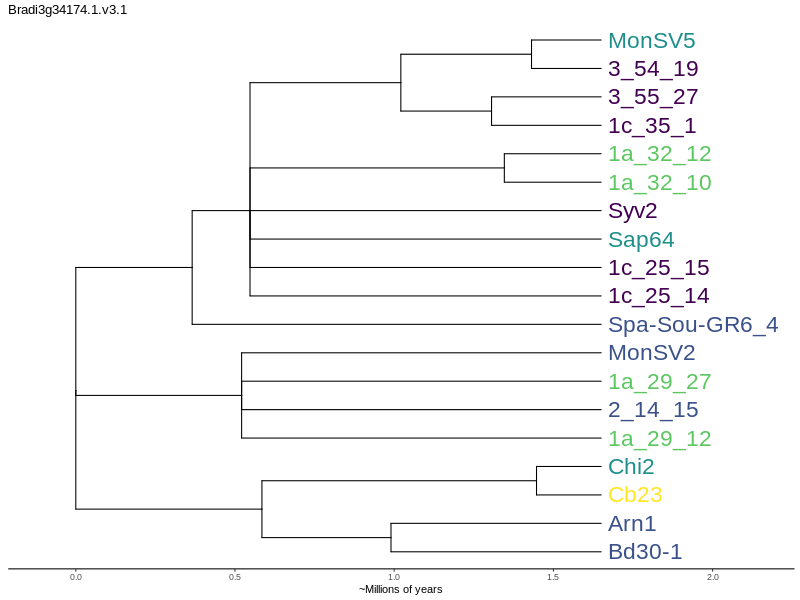 Bradi3g34174.1.v3.1
MonSV5
3_54_19
3_55_27
1c_35_1
1a_32_12
1a_32_10
Syv2
Sap64
1c_25_15
1c_25_14
Spa-Sou-GR6_4
MonSV2
1a_29_27
2_14_15
1a_29_12
Chi2
Cb23
Arn1
Bd30-1
0.0 0.5 1.0 1.5 2.0
~Millions of years